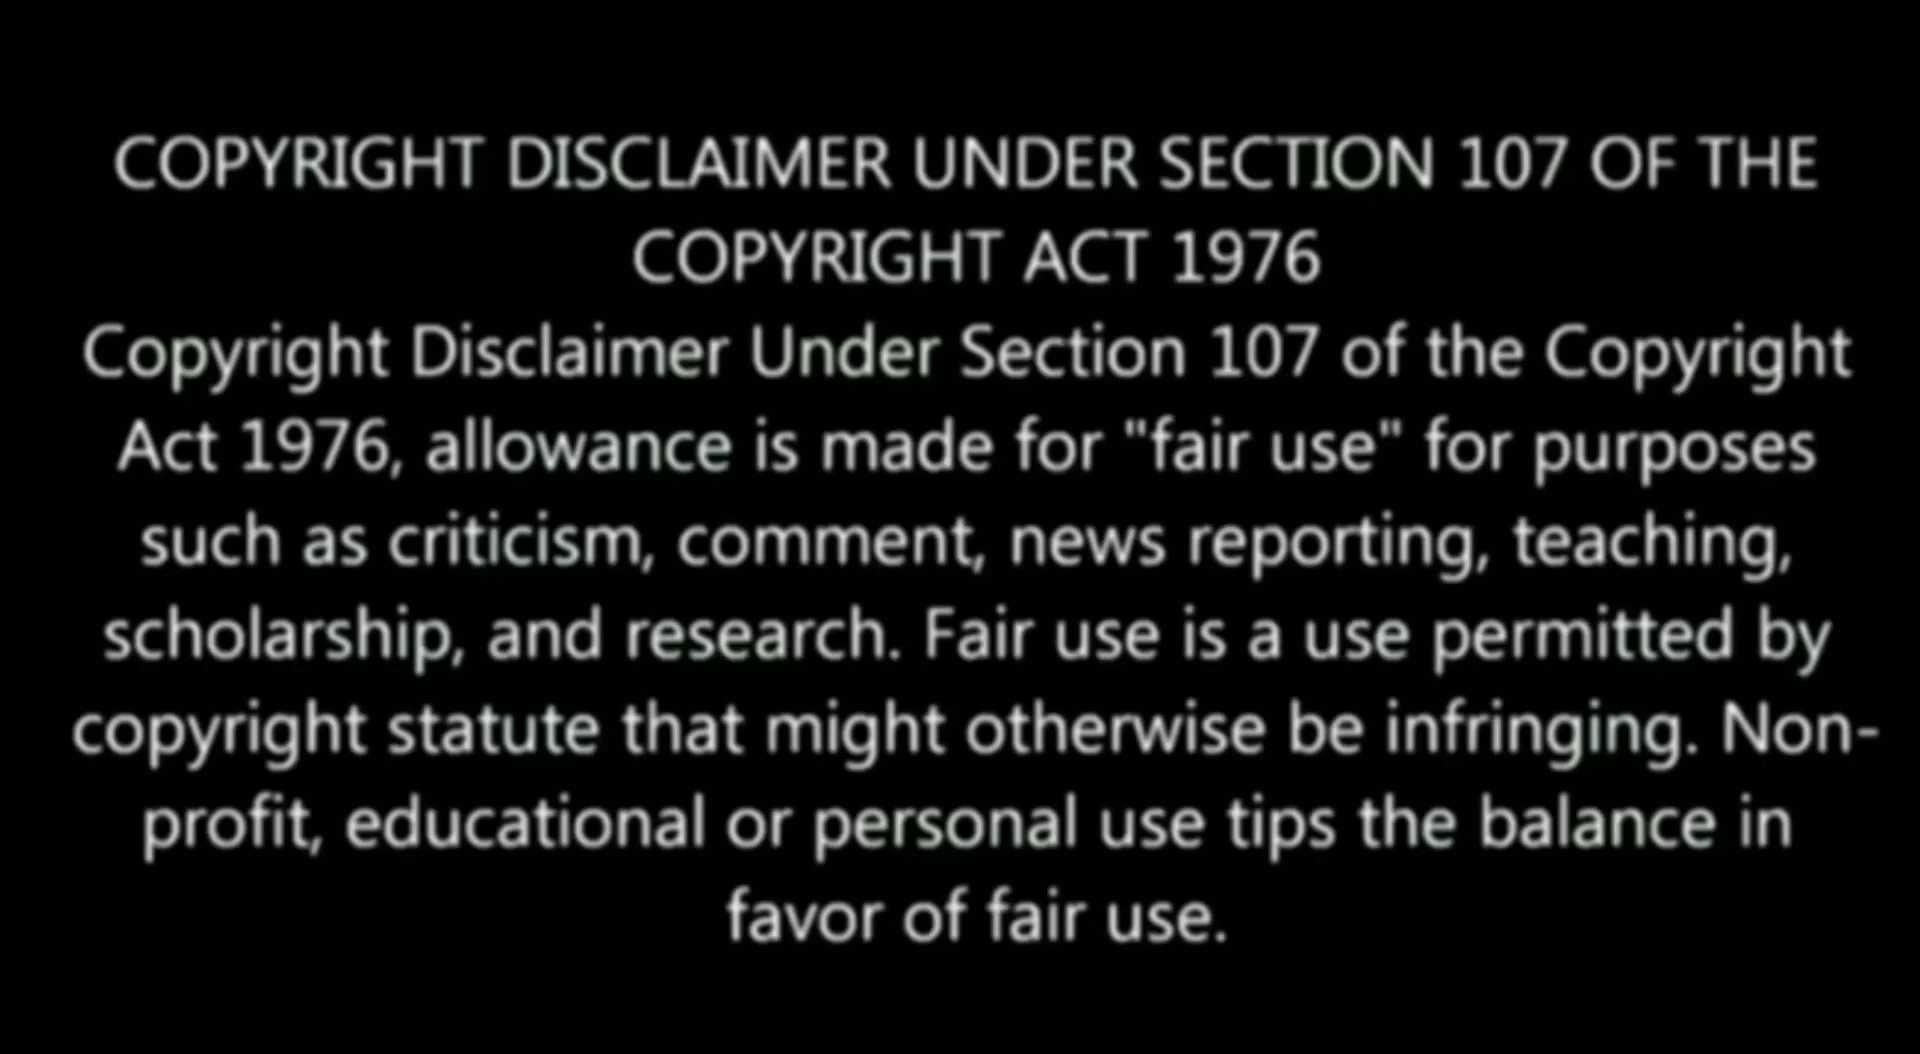 COPYRIGHT DISCLAIMER UNDER SECTION 107 OF THE
COPYRIGHT ACT 1976
Copyright Disclaimer Under Section 107 of the Copyright
Act 1976, allowance is made for "fair use" for purposes
such as criticism, comment, news reporting, teaching,
scholarship, and research. Fair use is a use permitted by
copyright statute that might otherwise be infringing. Non-
profit, educational or personal use tips the balance in
favor of fair use.